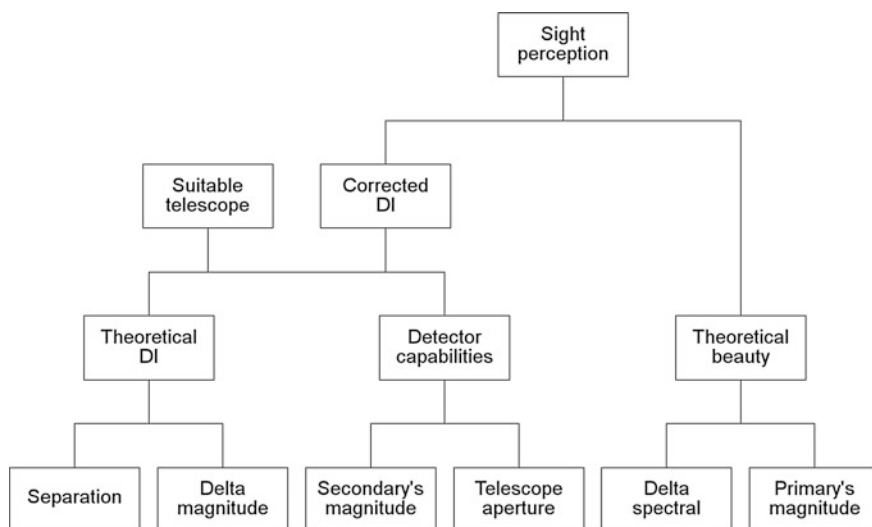 Sight
perception
Suitable
telescope
Corrected
DI
Theoretical
DI
Detector
capabilities
Theoretical
beauty
Separation
Delta
magnitude
Secondary's
magnitude
Telescope
aperture
Delta
spectral
Primary's
magnitude